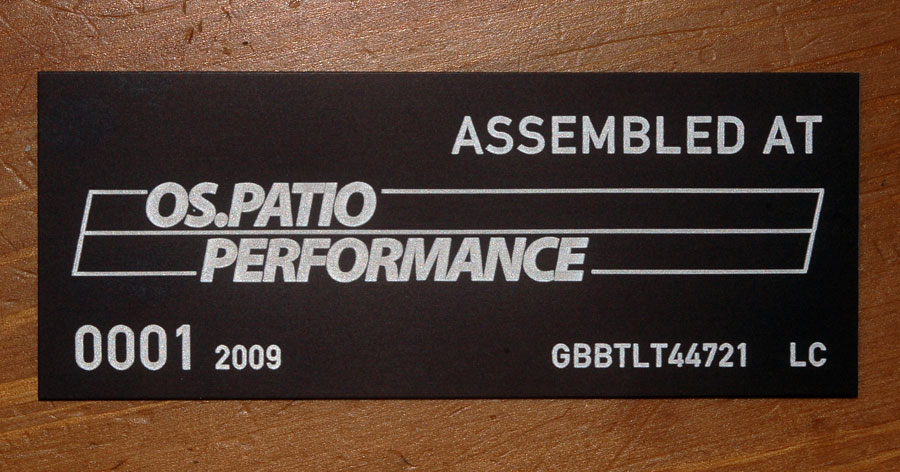 ASSEMBLED AT
OS.PATIO
PERFORMANCE
0001 2009 GBBTLT44721 LC